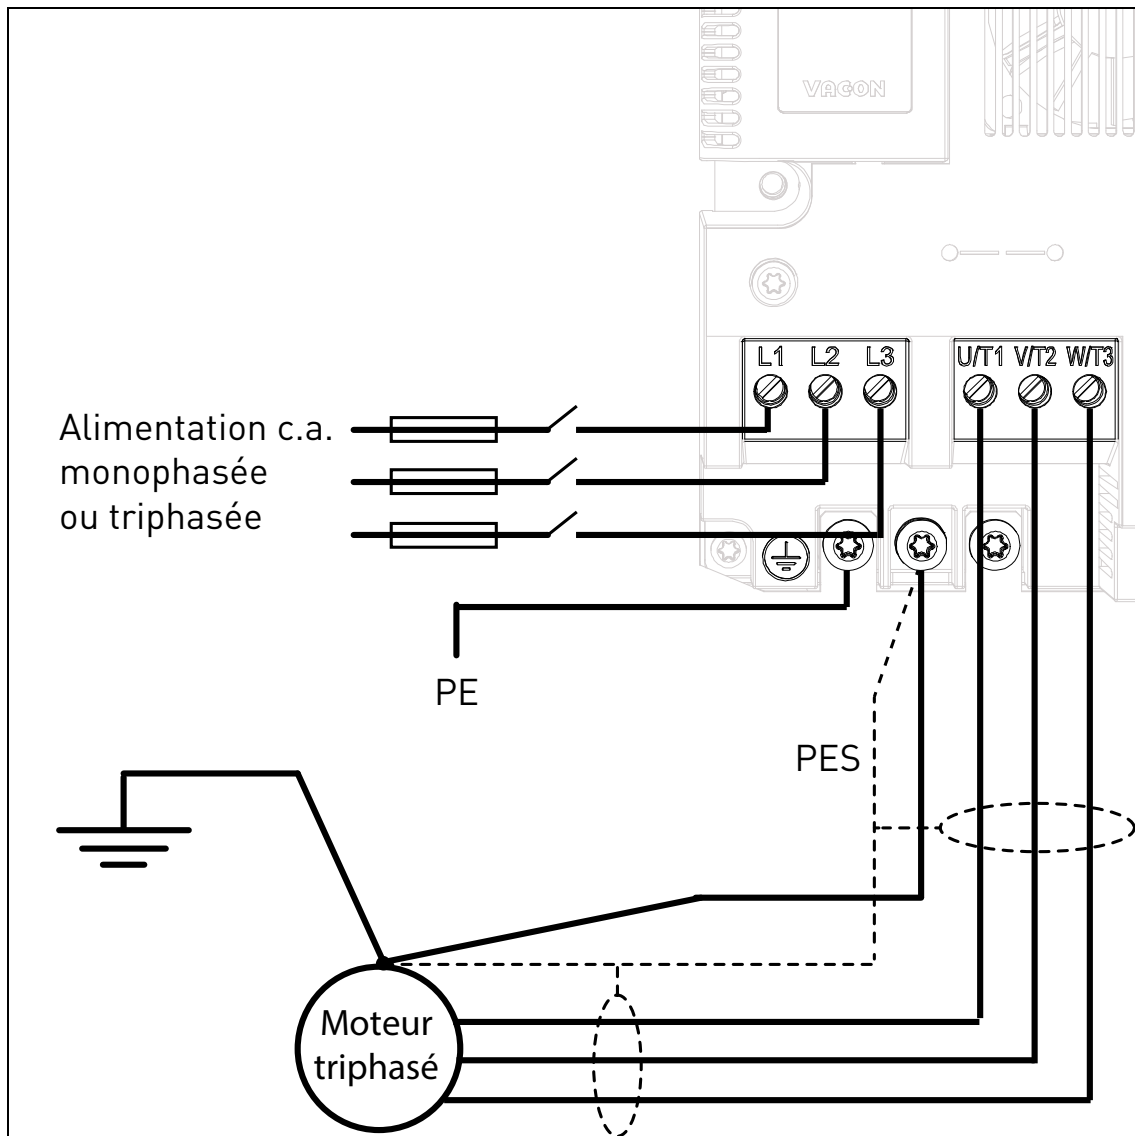 VACON
L1 L2 L3 U/T1 V/T2 W/T3
Alimentation c.a.
monophasée
ou triphasée
PE
PES
Moteur
triphasé